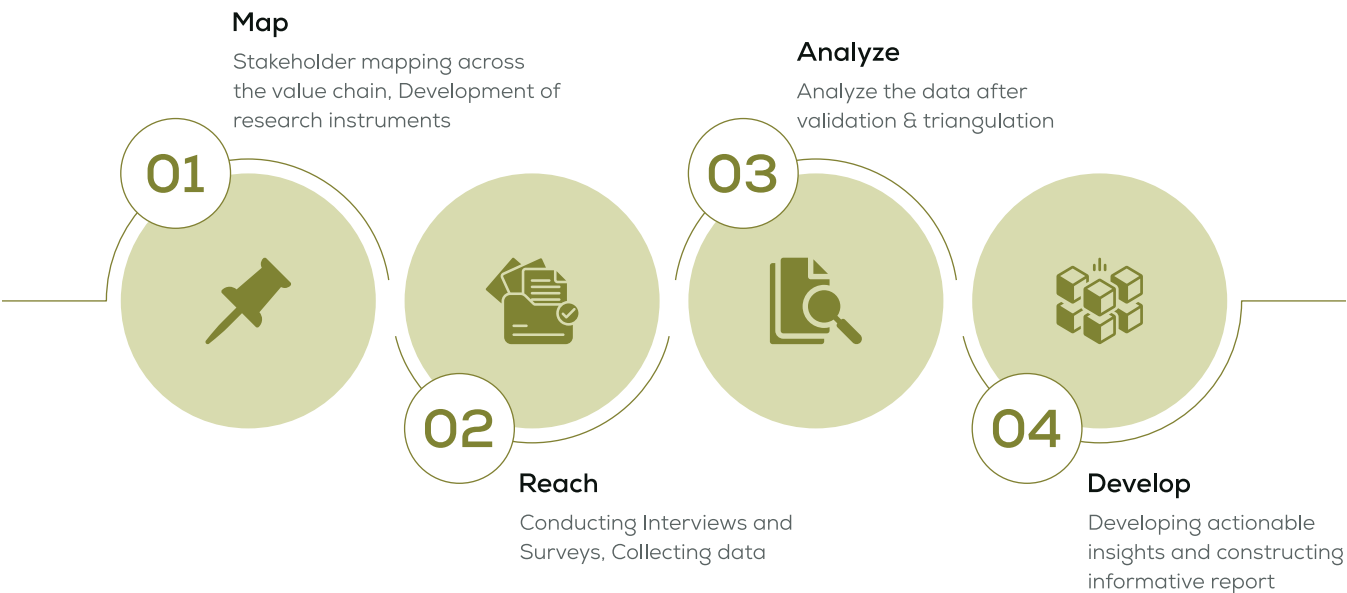 01
Map
Stakeholder mapping across
the value chain, Development of
research instruments
02
Reach
Conducting Interviews and
Surveys, Collecting data
03
Analyze
Analyze the data after
validation & triangulation
04
Develop
Developing actionable
insights and constructing
informative report